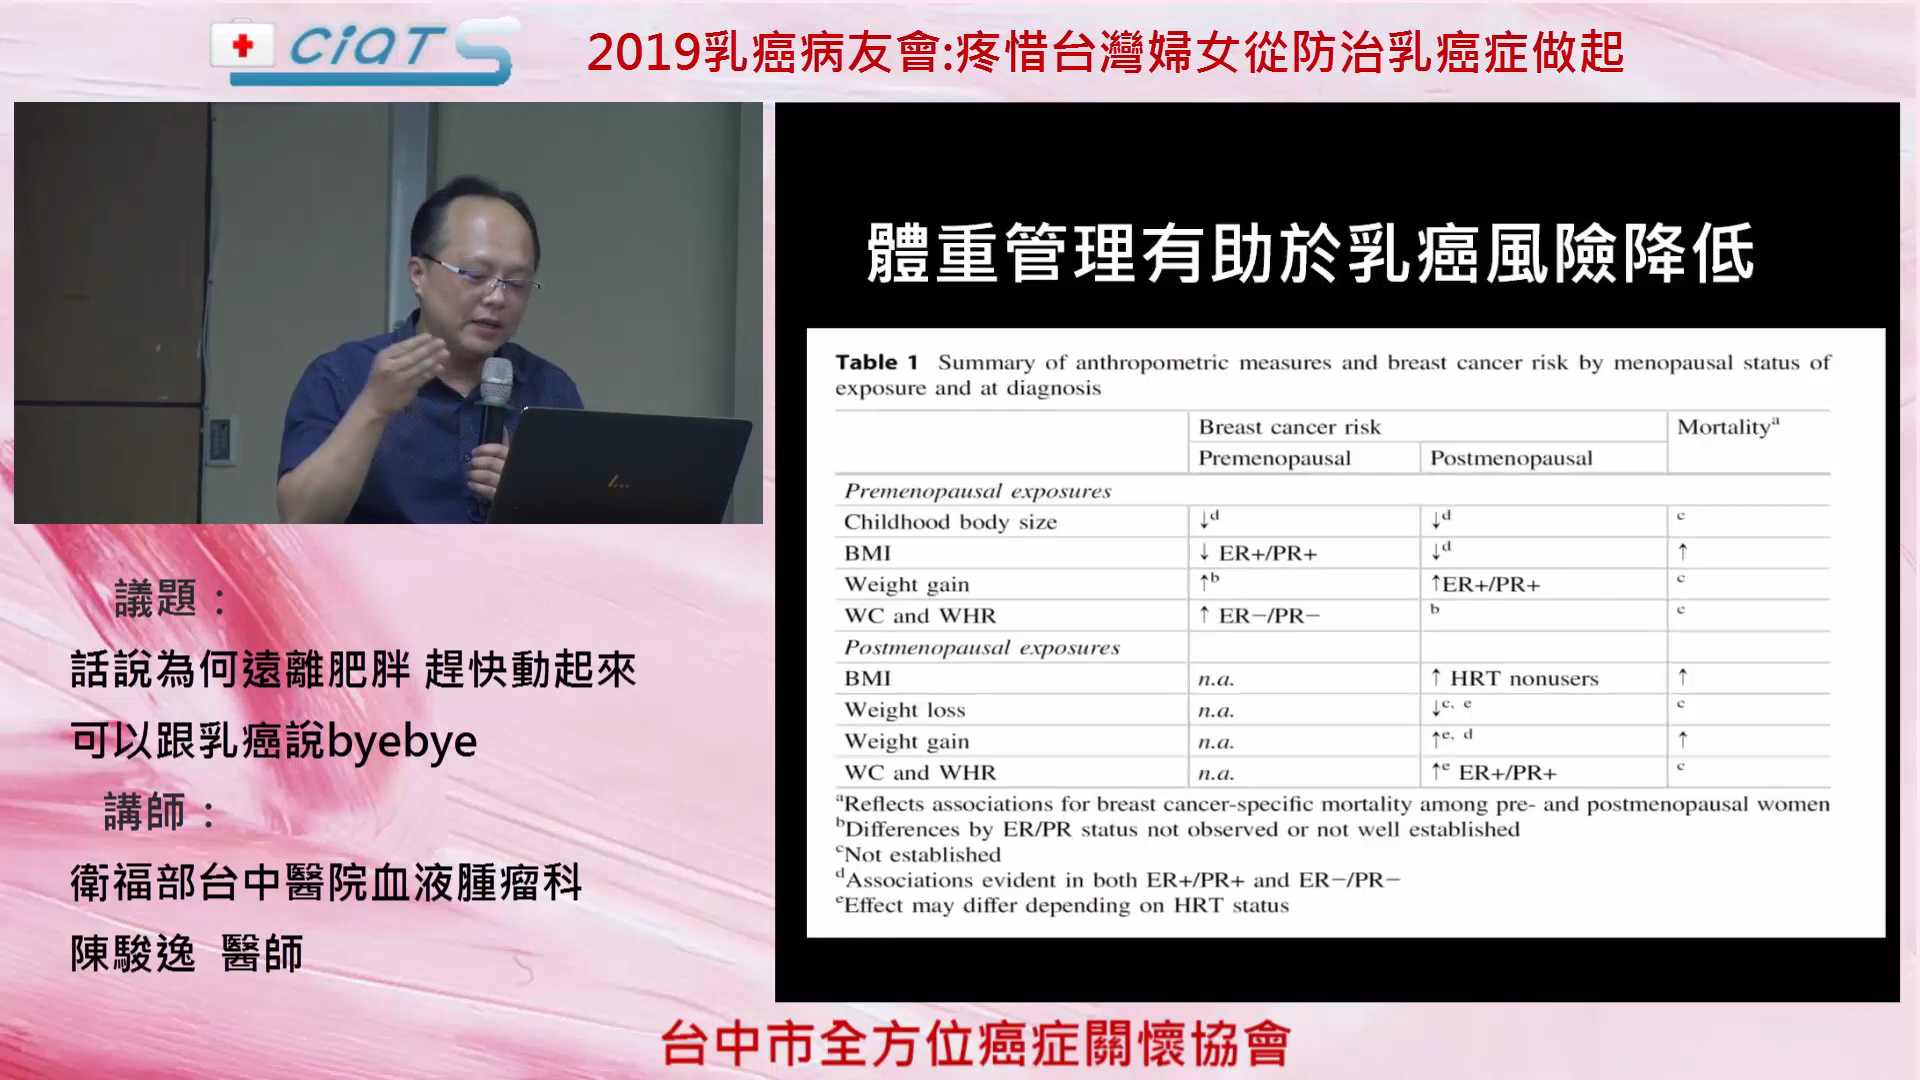 CiATS
2019乳癌病友會:疼惜台灣婦女從防治乳癌症做起
體重管理有助於乳癌風險降低
Table 1 Summary of anthropometric measures and breast cancer risk by menopausal status of
exposure and at diagnosis
Breast cancer risk Mortalityᵃ
Premenopausal Postmenopausal
Premenopausal exposures
Childhood body size ↓ᵈ ↓ᵈ ᶜ
BMI ↓ ER+/PR+ ↓ᵈ ↑
Weight gain ↑ᵇ ↑ER+/PR+ ᶜ
WC and WHR ↑ ER−/PR− ᵇ ᶜ
Postmenopausal exposures
BMI n.a. ↑ HRT nonusers ↑
Weight loss n.a. ↓ᶜ, ᵉ ᶜ
Weight gain n.a. ↑ᵉ, ᵈ ↑
WC and WHR n.a. ↑ᵉ ER+/PR+ ᶜ
ᵃReflects associations for breast cancer-specific mortality among pre- and postmenopausal women
ᵇDifferences by ER/PR status not observed or not well established
ᶜNot established
ᵈAssociations evident in both ER+/PR+ and ER−/PR−
ᵉEffect may differ depending on HRT status
議題：
話說為何遠離肥胖 趕快動起來
可以跟乳癌說byebye
講師：
衛福部台中醫院血液腫瘤科
陳駿逸 醫師
台中市全方位癌症關懷協會